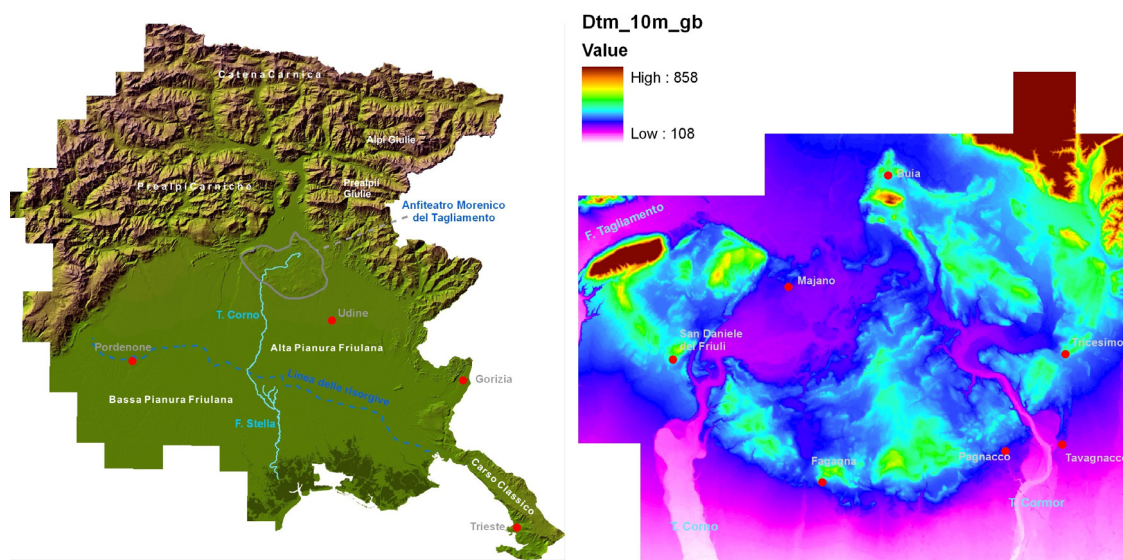 Catena Carnica
Alpi Giulie
Prealpi Carniche
Prealpii
Giulie
Anfiteatro Morenico
del Tagliamento
T. Corno
Udine
Pordenone
Alta Pianura Friulana
Gorizia
Linea delle risorgive
Bassa Pianura Friulana
F. Stella
Carso Classico
Trieste
Dtm_10m_gb
Value
High : 858
Low : 108
Buia
F. Tagliamento
Majano
San Daniele
del Friuli
Tricesimo
Fagagna
Pagnacco
Tavagnacco
T. Corno
T. Cormor